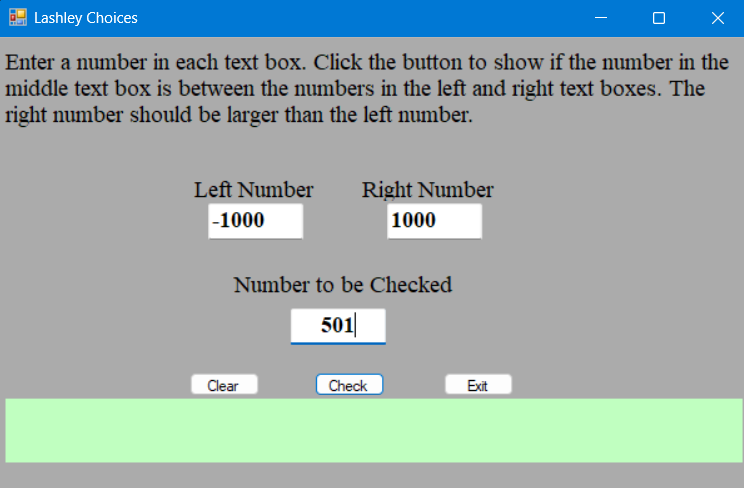 Lashley Choices
Enter a number in each text box. Click the button to show if the number in the
middle text box is between the numbers in the left and right text boxes. The
right number should be larger than the left number.
Left Number Right Number
-1000 1000
Number to be Checked
501
Clear Check Exit